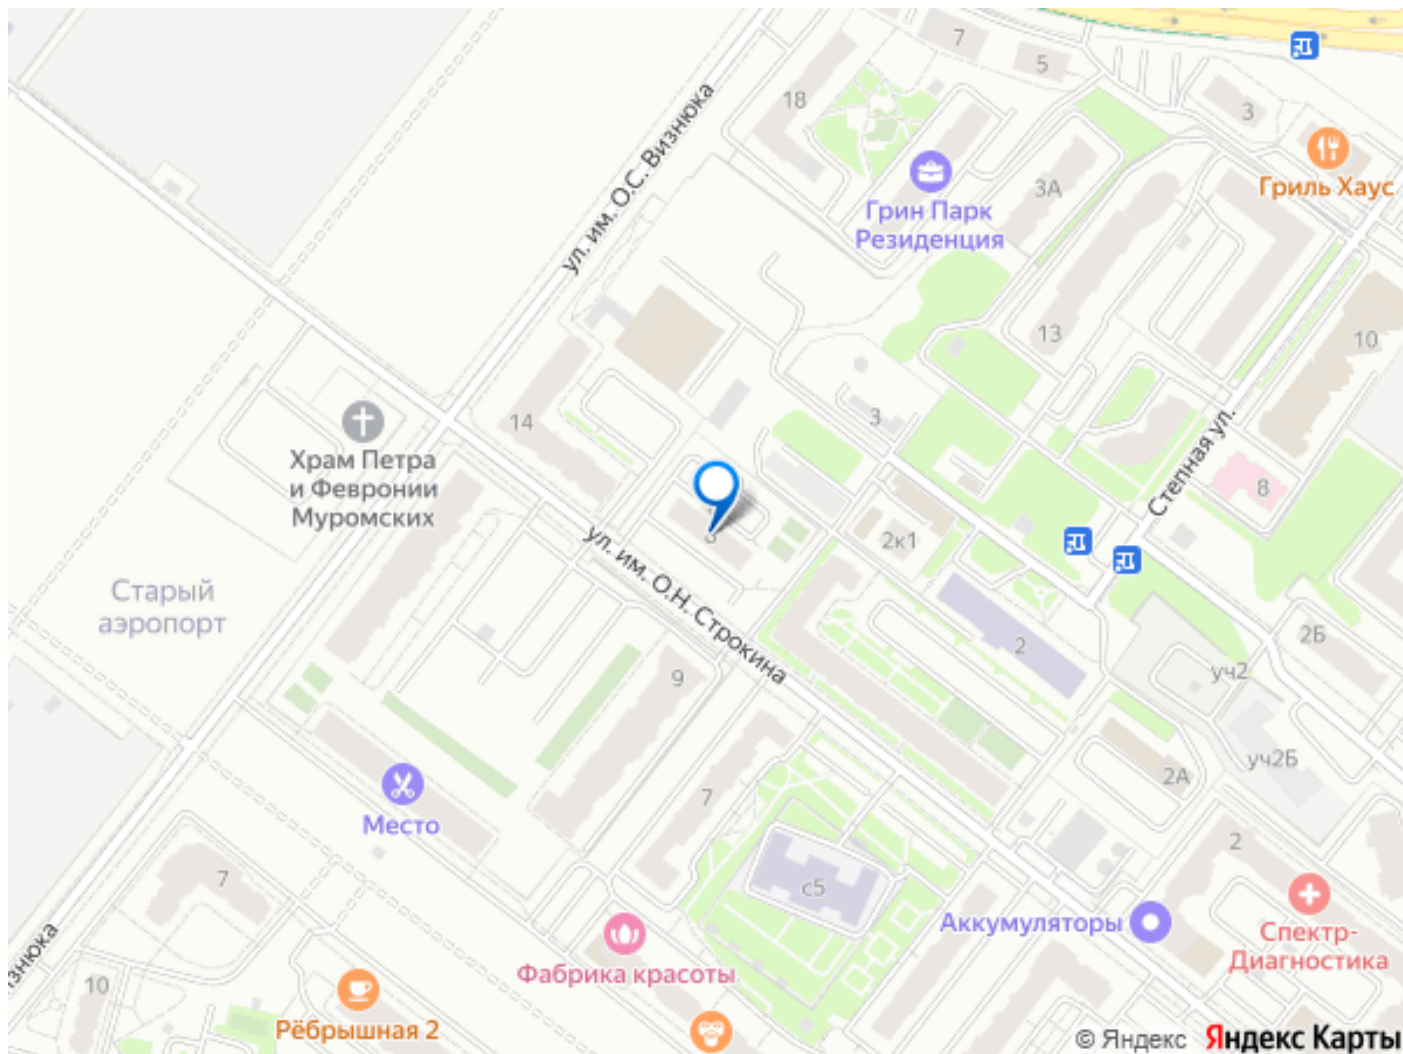 7
5
18
3
Гриль Хаус
ул. им. О.С. Визнюка
3А
Грин Парк
Резиденция
13
10
14
3
Степная ул.
Храм Петра
и Февронии
Муромских
8
2к1
ул. им. О.Н. Строкина
Старый
аэропорт
2
2Б
уч2
9
уч2Б
2А
7
Место
2
7
с5
Аккумуляторы
Спектр-
Диагностика
Фабрика красоты
10
Рёбрышная 2
© Яндекс Яндекс Карты